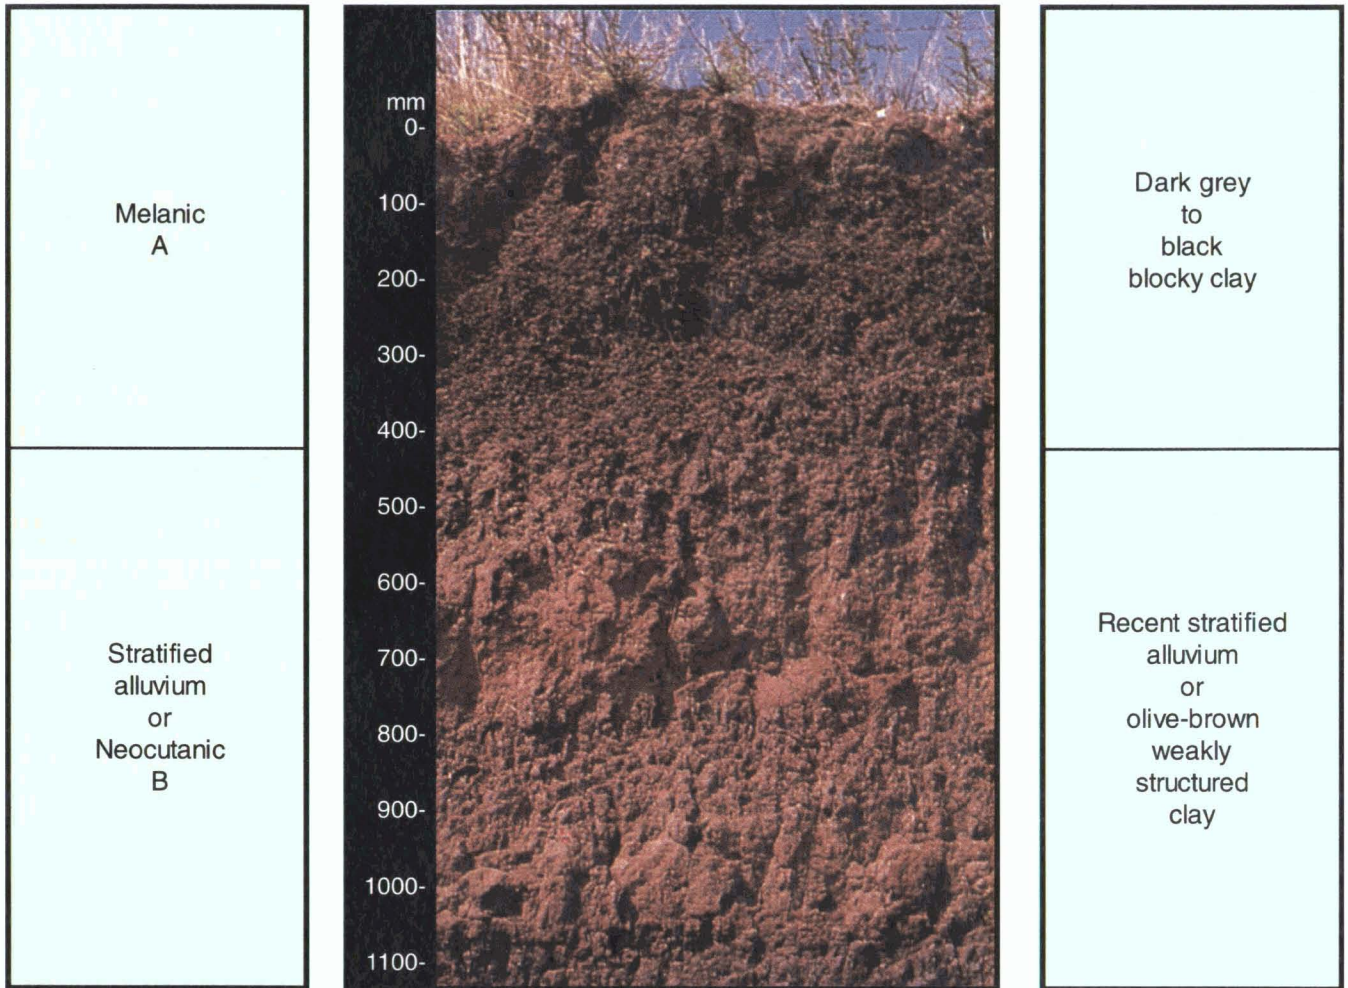 Melanic
A
Stratified
alluvium
or
Neocutanic
B
mm
0-
100-
200-
300-
400-
500-
600-
700-
800-
900-
1000-
1100-
Dark grey
to
black
blocky clay
Recent stratified
alluvium
or
olive-brown
weakly
structured
clay